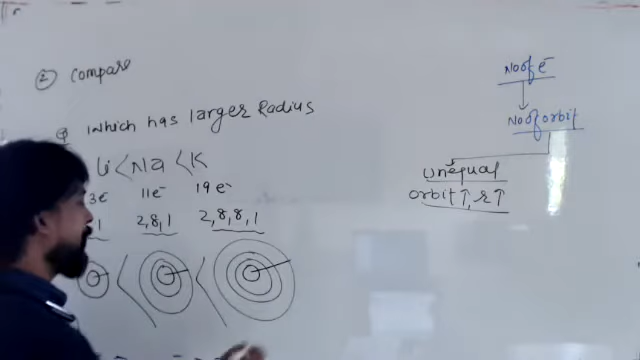 ② Compare
Q Which has larger Radius
Li < Na < K
3e 11e⁻ 19e⁻
1 2,8,1 2,8,8,1
No of e⁻
No of orbit
unequal
orbit ↑, r ↑